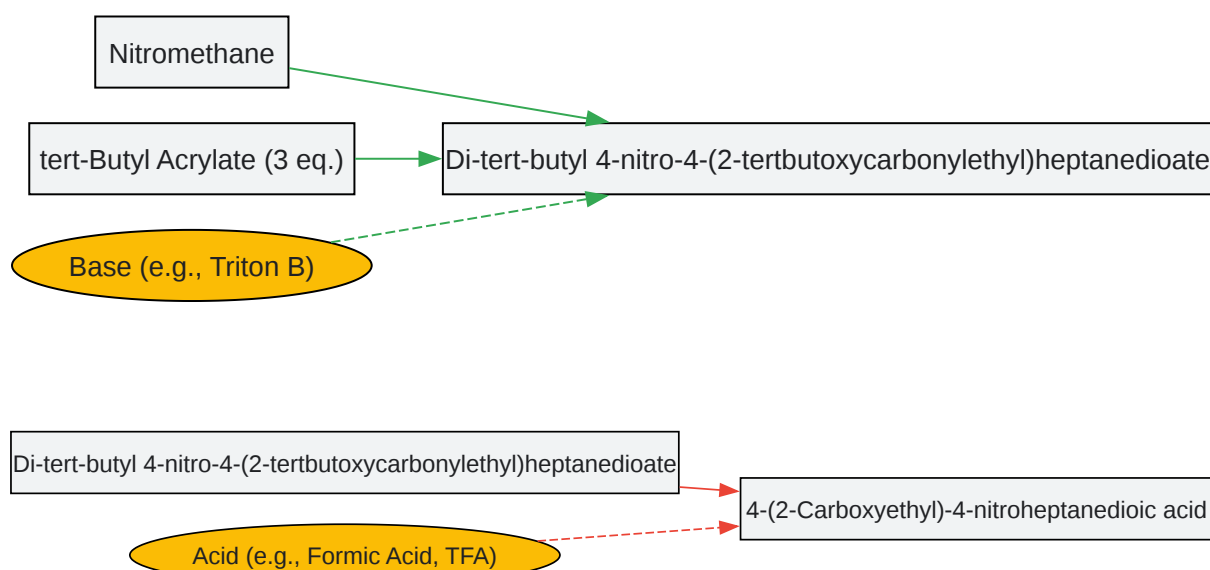 Nitromethane
tert-Butyl Acrylate (3 eq.)
Di-tert-butyl 4-nitro-4-(2-tertbutoxycarbonylethyl)heptanedioate
Base (e.g., Triton B)
Di-tert-butyl 4-nitro-4-(2-tertbutoxycarbonylethyl)heptanedioate
4-(2-Carboxyethyl)-4-nitroheptanedioic acid
Acid (e.g., Formic Acid, TFA)